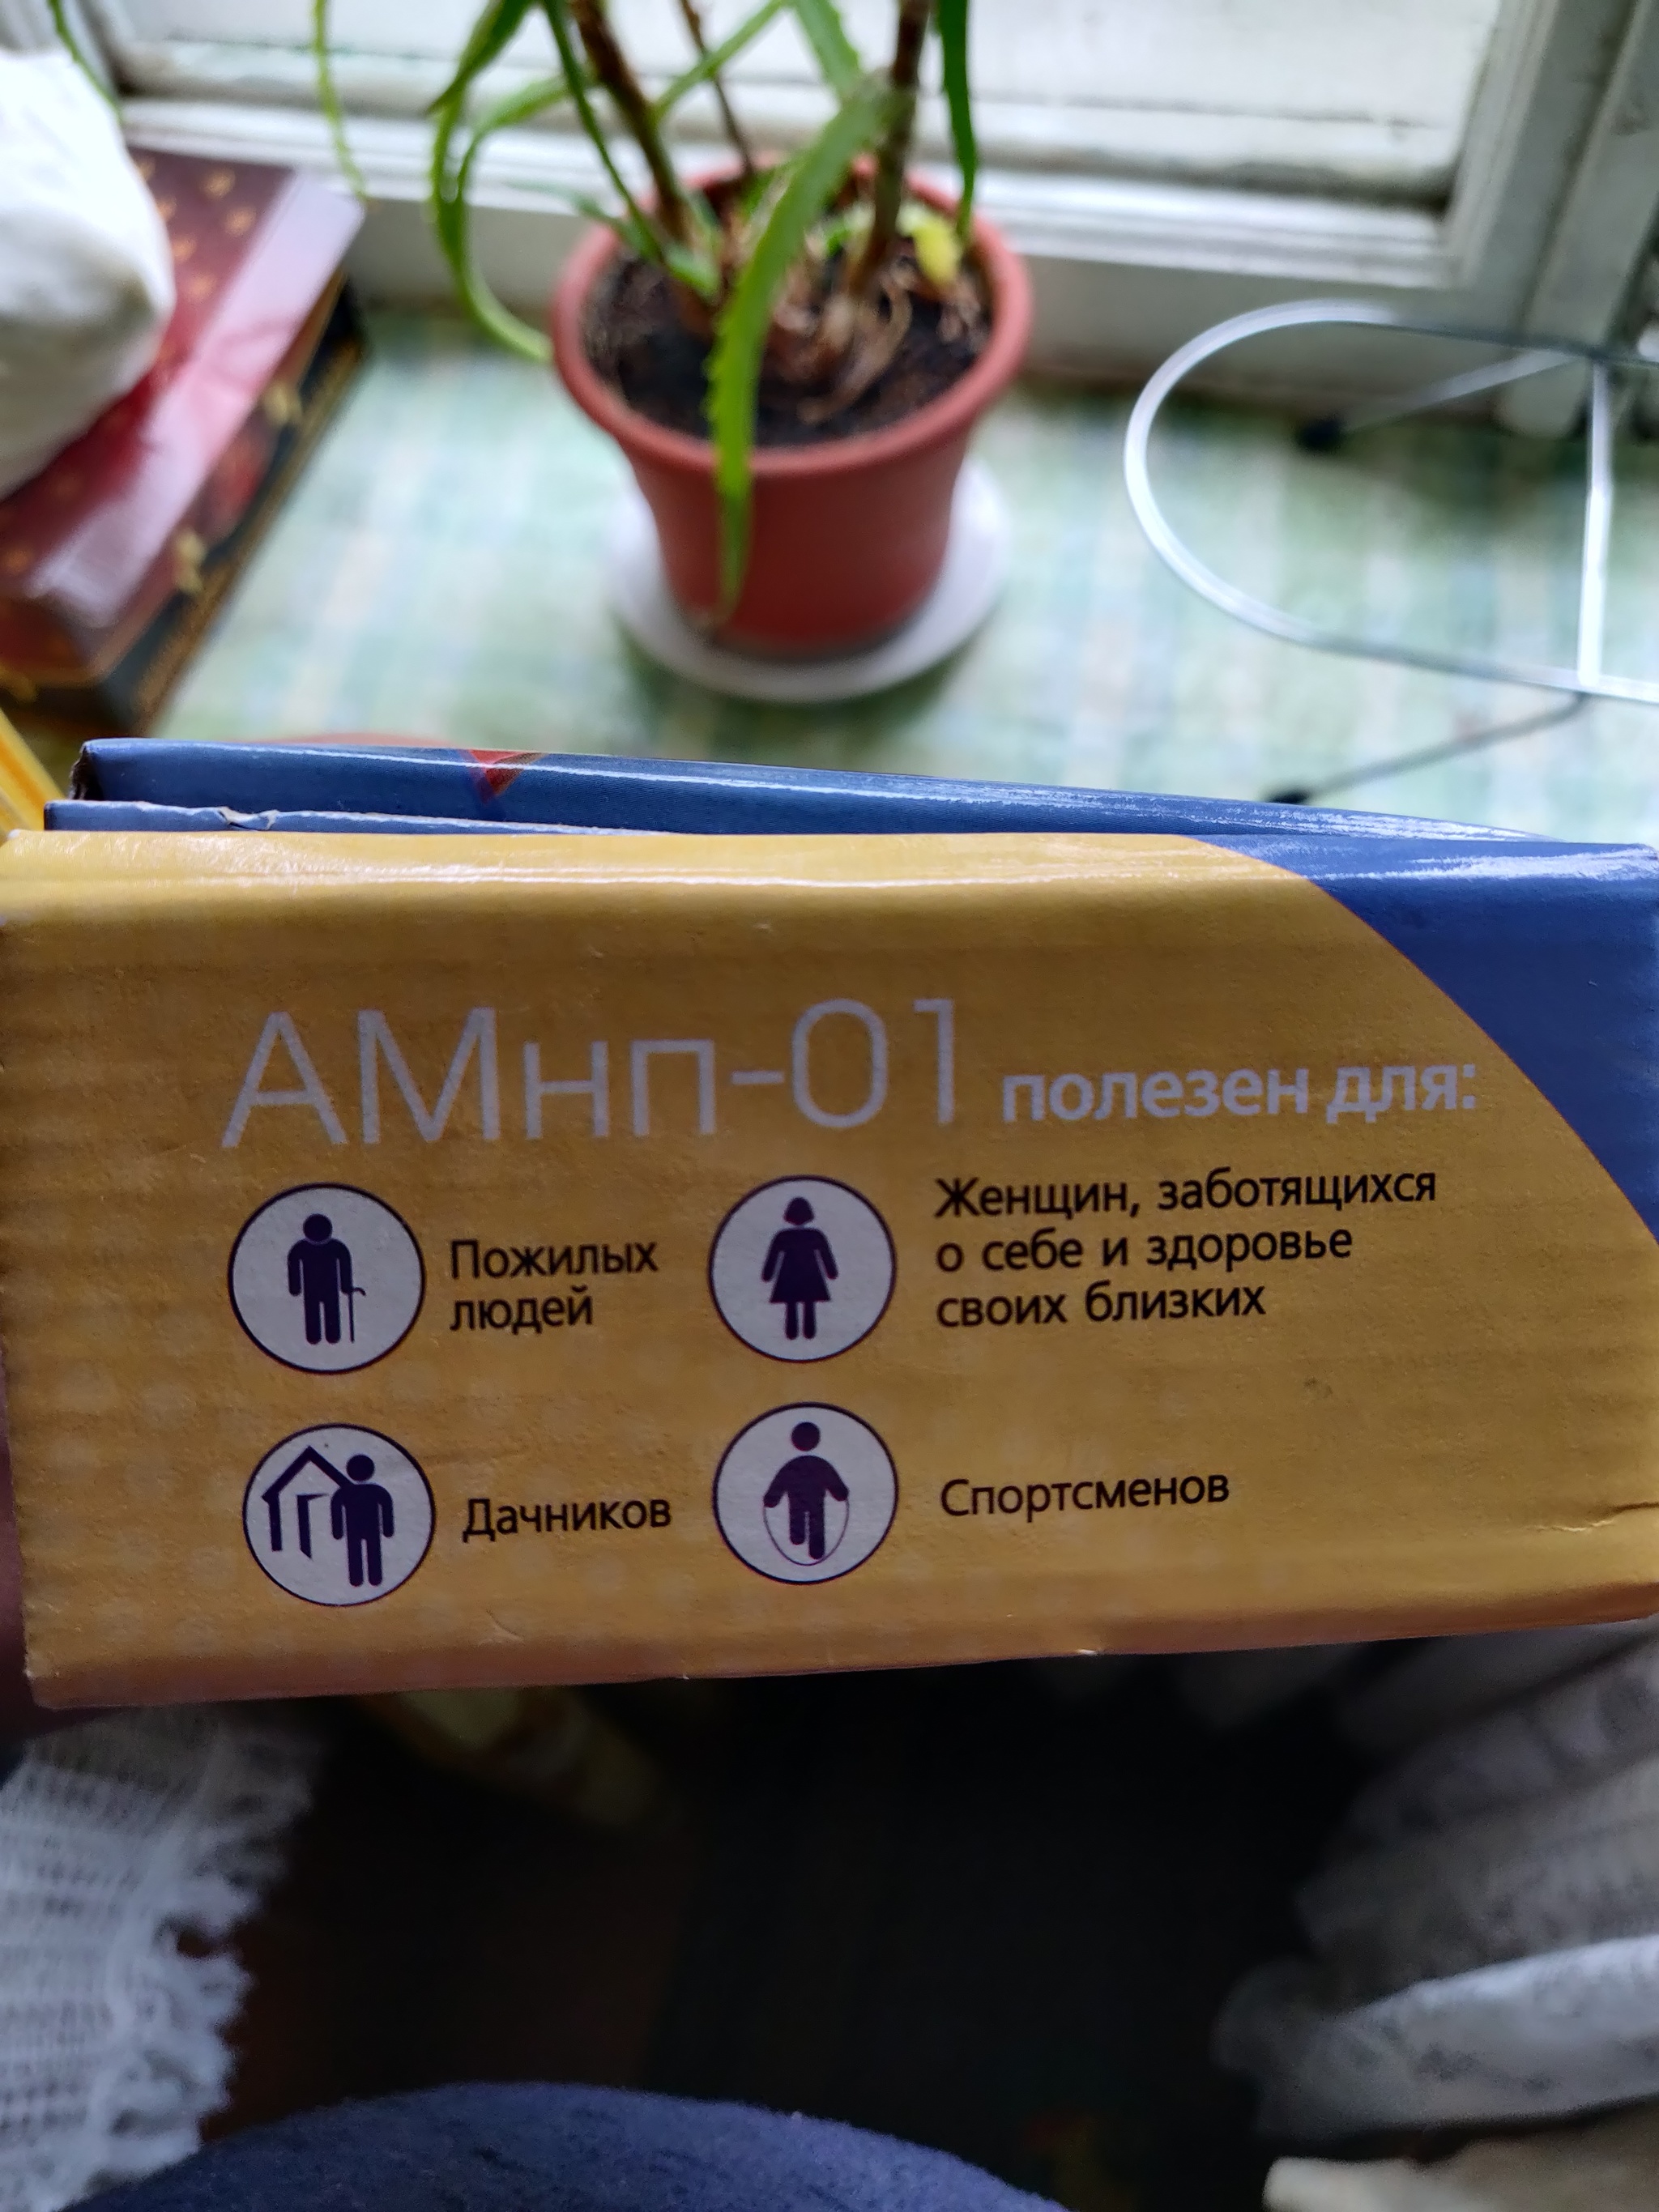 АМнп-01 полезен для:
Пожилых
людей
Женщин, заботящихся
о себе и здоровье
своих близких
Дачников
Спортсменов